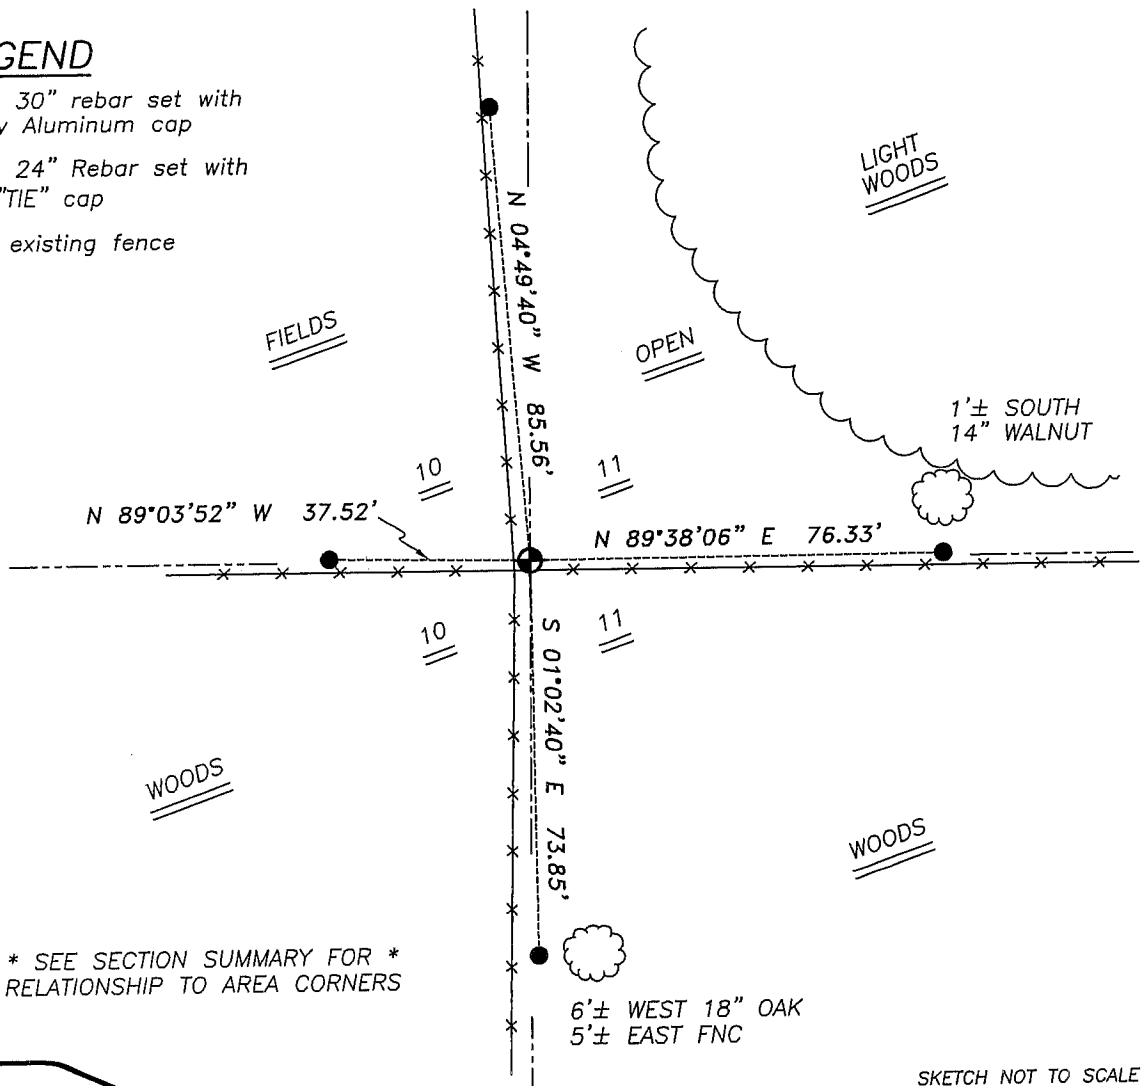 GEND
30" rebar set with
y Aluminum cap
24" Rebar set with
"TIE" cap
existing fence
LIGHT
WOODS
FIELDS
OPEN
N 04°49'40" W 85.56'
1'± SOUTH
14" WALNUT
10
11
N 89°03'52" W 37.52'
N 89°38'06" E 76.33'
10
11
S 01°02'40" E 73.85'
WOODS
WOODS
* SEE SECTION SUMMARY FOR *
RELATIONSHIP TO AREA CORNERS
6'± WEST 18" OAK
5'± EAST FNC
SKETCH NOT TO SCALE